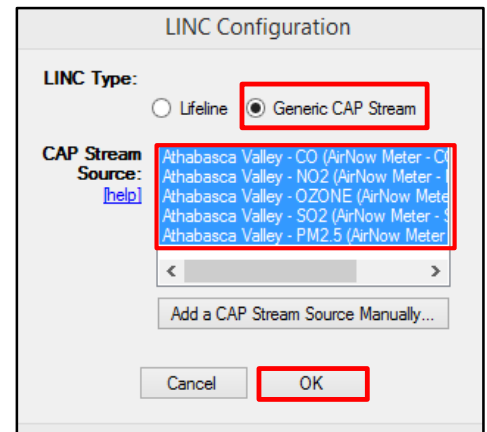 LINC Configuration
LINC Type:
Lifeline Generic CAP Stream
CAP Stream Source:
[help]
Athabasca Valley - CO (AirNow Meter - C
Athabasca Valley - NO2 (AirNow Meter -
Athabasca Valley - OZONE (AirNow Mete
Athabasca Valley - SO2 (AirNow Meter - S
Athabasca Valley - PM2.5 (AirNow Meter
Add a CAP Stream Source Manually...
Cancel OK